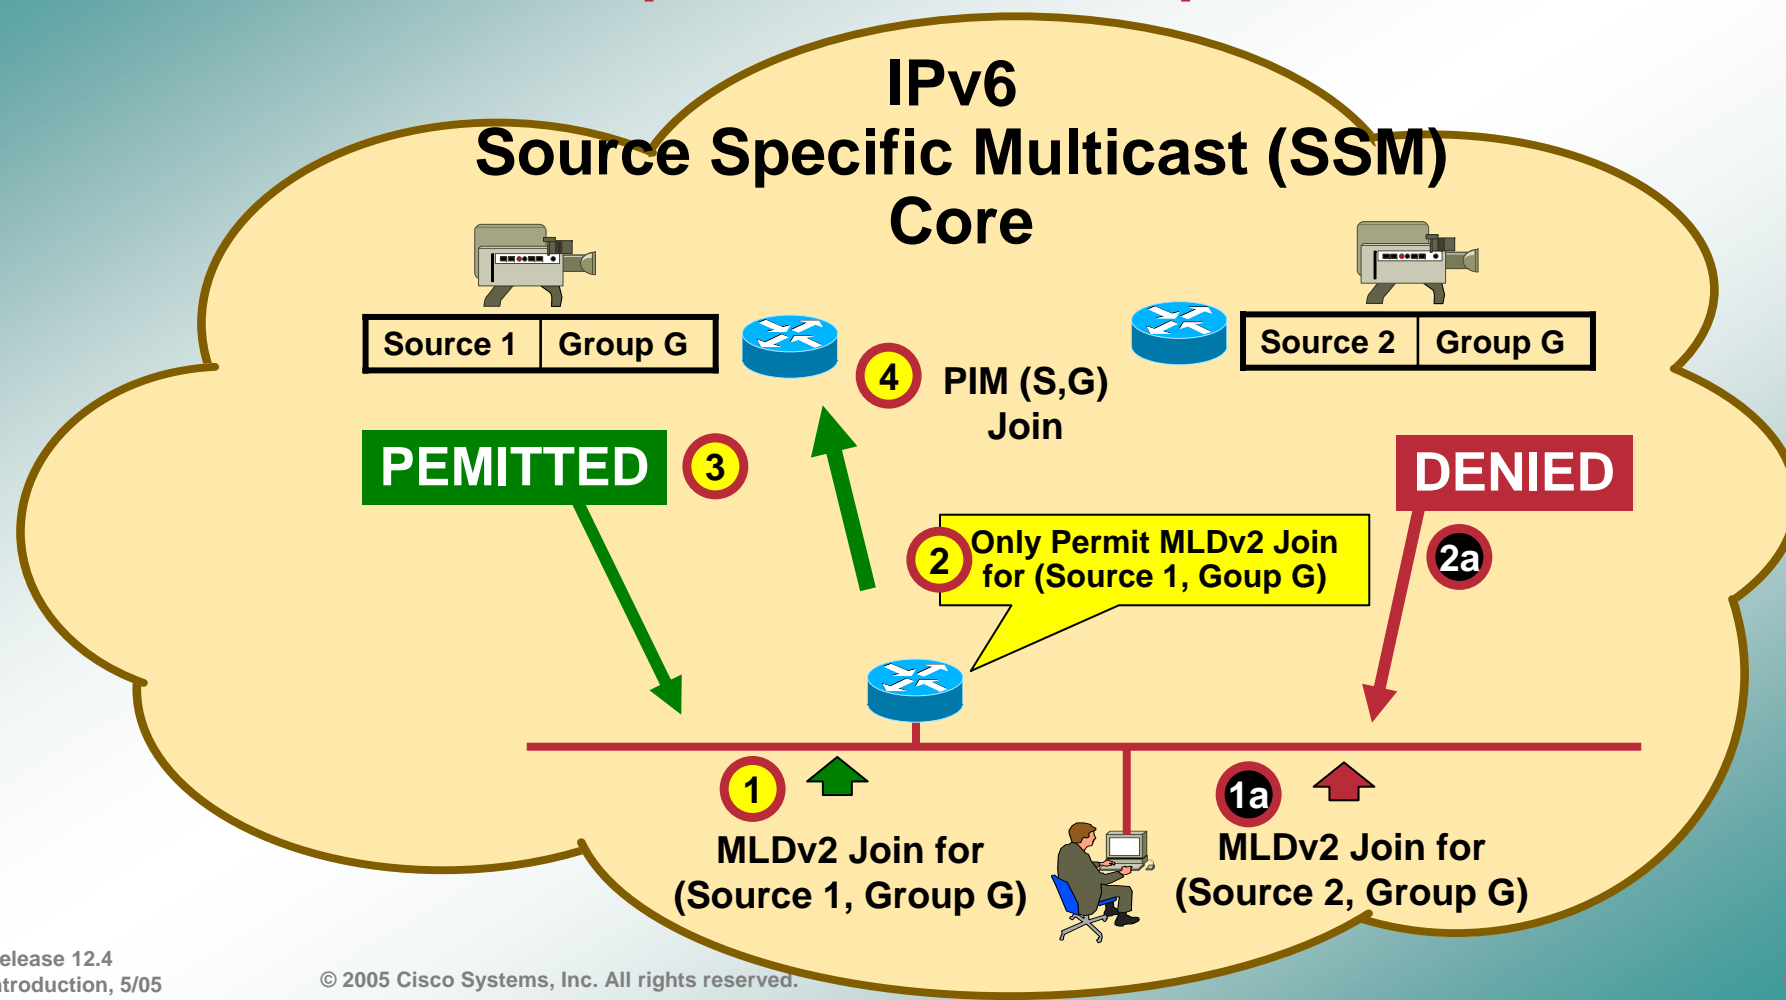 IPv6
Source Specific Multicast (SSM)
Core
Source 1 Group G
Source 2 Group G
4 PIM (S,G)
Join
PEMITTED 3
DENIED
2 Only Permit MLDv2 Join
for (Source 1, Goup G)
2a
1
MLDv2 Join for
(Source 1, Group G)
1a
MLDv2 Join for
(Source 2, Group G)
elease 12.4
ntroduction, 5/05
© 2005 Cisco Systems, Inc. All rights reserved.